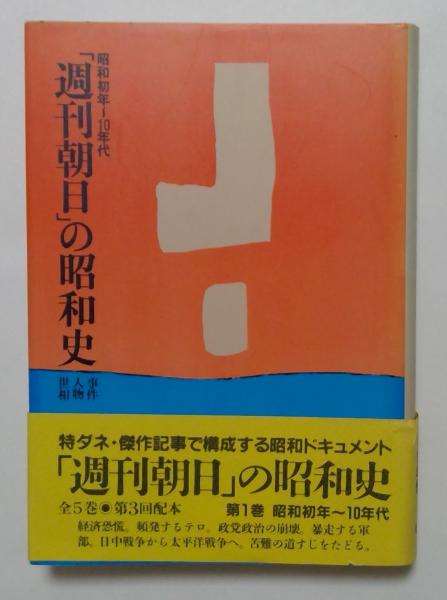 昭和初年~10年代
「週刊朝日」の昭和史
事件
人物
世相
特ダネ・傑作記事で構成する昭和ドキュメント
「週刊朝日」の昭和史
全5巻●第3回配本 第1巻 昭和初年~10年代
経済恐慌。頻発するテロ。政党政治の崩壊。暴走する軍
部。日中戦争から太平洋戦争へ。苦難の道すじをたどる。